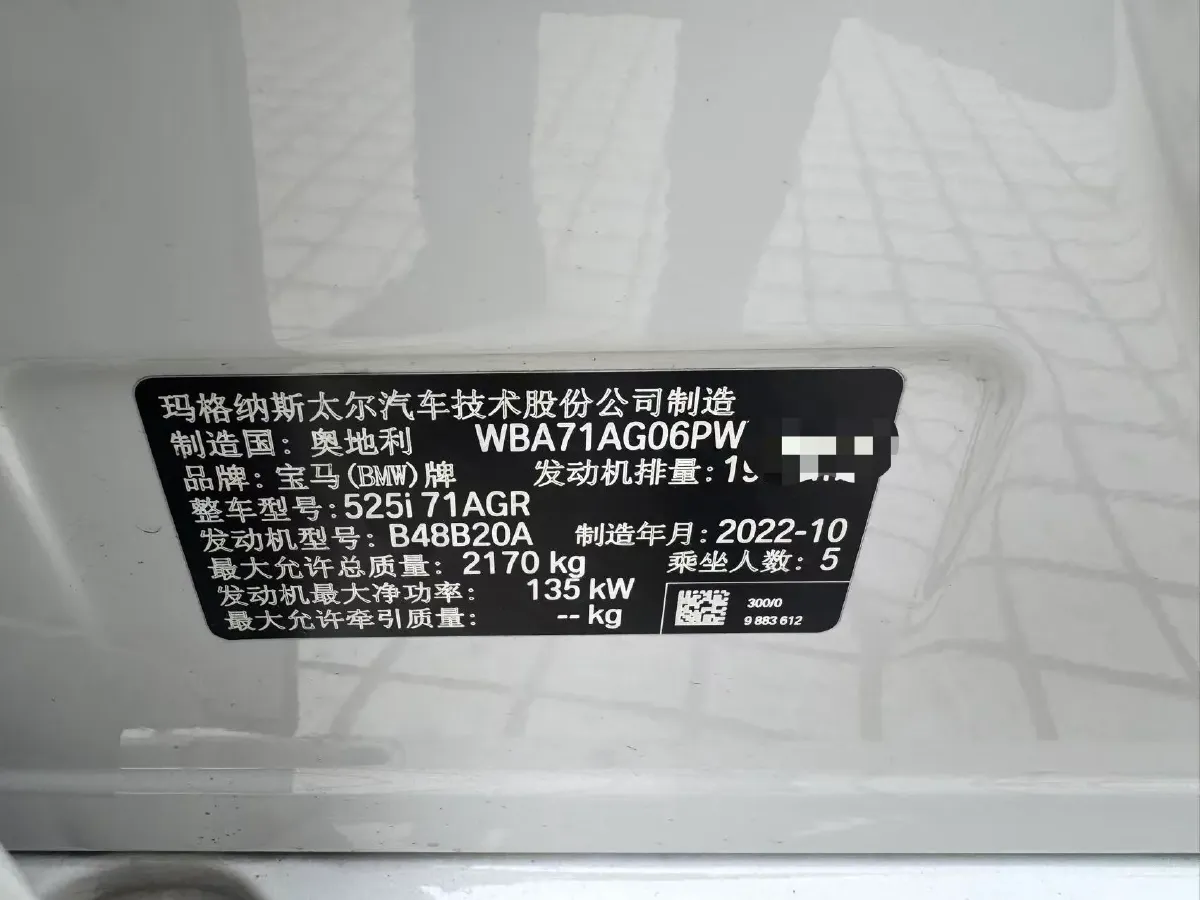 玛格纳斯太尔汽车技术股份公司制造
制造国：奥地利 WBA71AG06PW
品牌：宝马(BMW)牌 发动机排量：19
整车型号：525i 71AGR
发动机型号：B48B20A 制造年月：2022-10
最大允许总质量：2170 kg 乘坐人数：5
发动机最大净功率：135 kW
最大允许牵引质量：-- kg
300/0
9 883 612